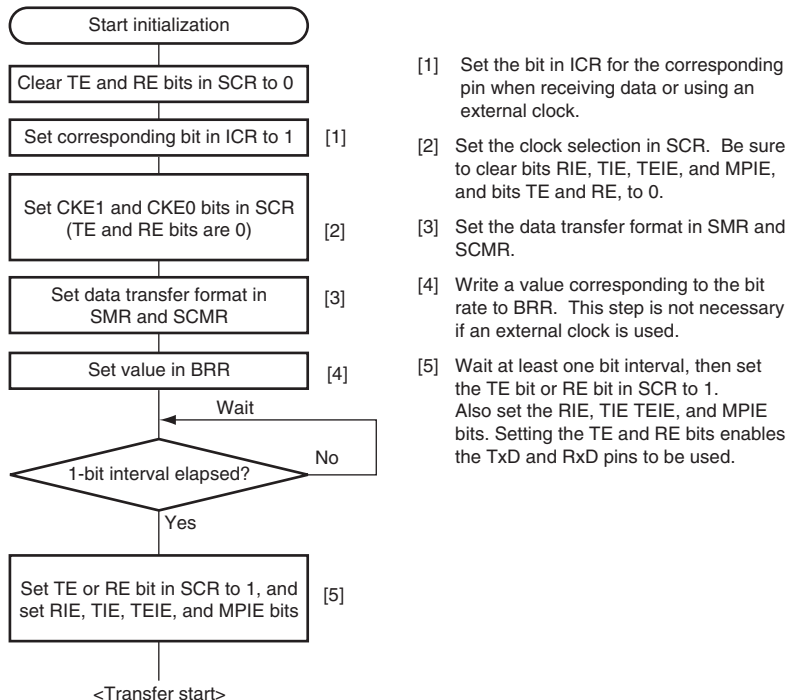 Start initialization
Clear TE and RE bits in SCR to 0
Set corresponding bit in ICR to 1
[1]
Set CKE1 and CKE0 bits in SCR
(TE and RE bits are 0)
[2]
Set data transfer format in
SMR and SCMR
[3]
Set value in BRR
[4]
Wait
1-bit interval elapsed?
No
Yes
Set TE or RE bit in SCR to 1, and
set RIE, TIE, TEIE, and MPIE bits
[5]
<Transfer start>
[1] Set the bit in ICR for the corresponding
pin when receiving data or using an
external clock.
[2] Set the clock selection in SCR. Be sure
to clear bits RIE, TIE, TEIE, and MPIE,
and bits TE and RE, to 0.
[3] Set the data transfer format in SMR and
SCMR.
[4] Write a value corresponding to the bit
rate to BRR. This step is not necessary
if an external clock is used.
[5] Wait at least one bit interval, then set
the TE bit or RE bit in SCR to 1.
Also set the RIE, TIE TEIE, and MPIE
bits. Setting the TE and RE bits enables
the TxD and RxD pins to be used.